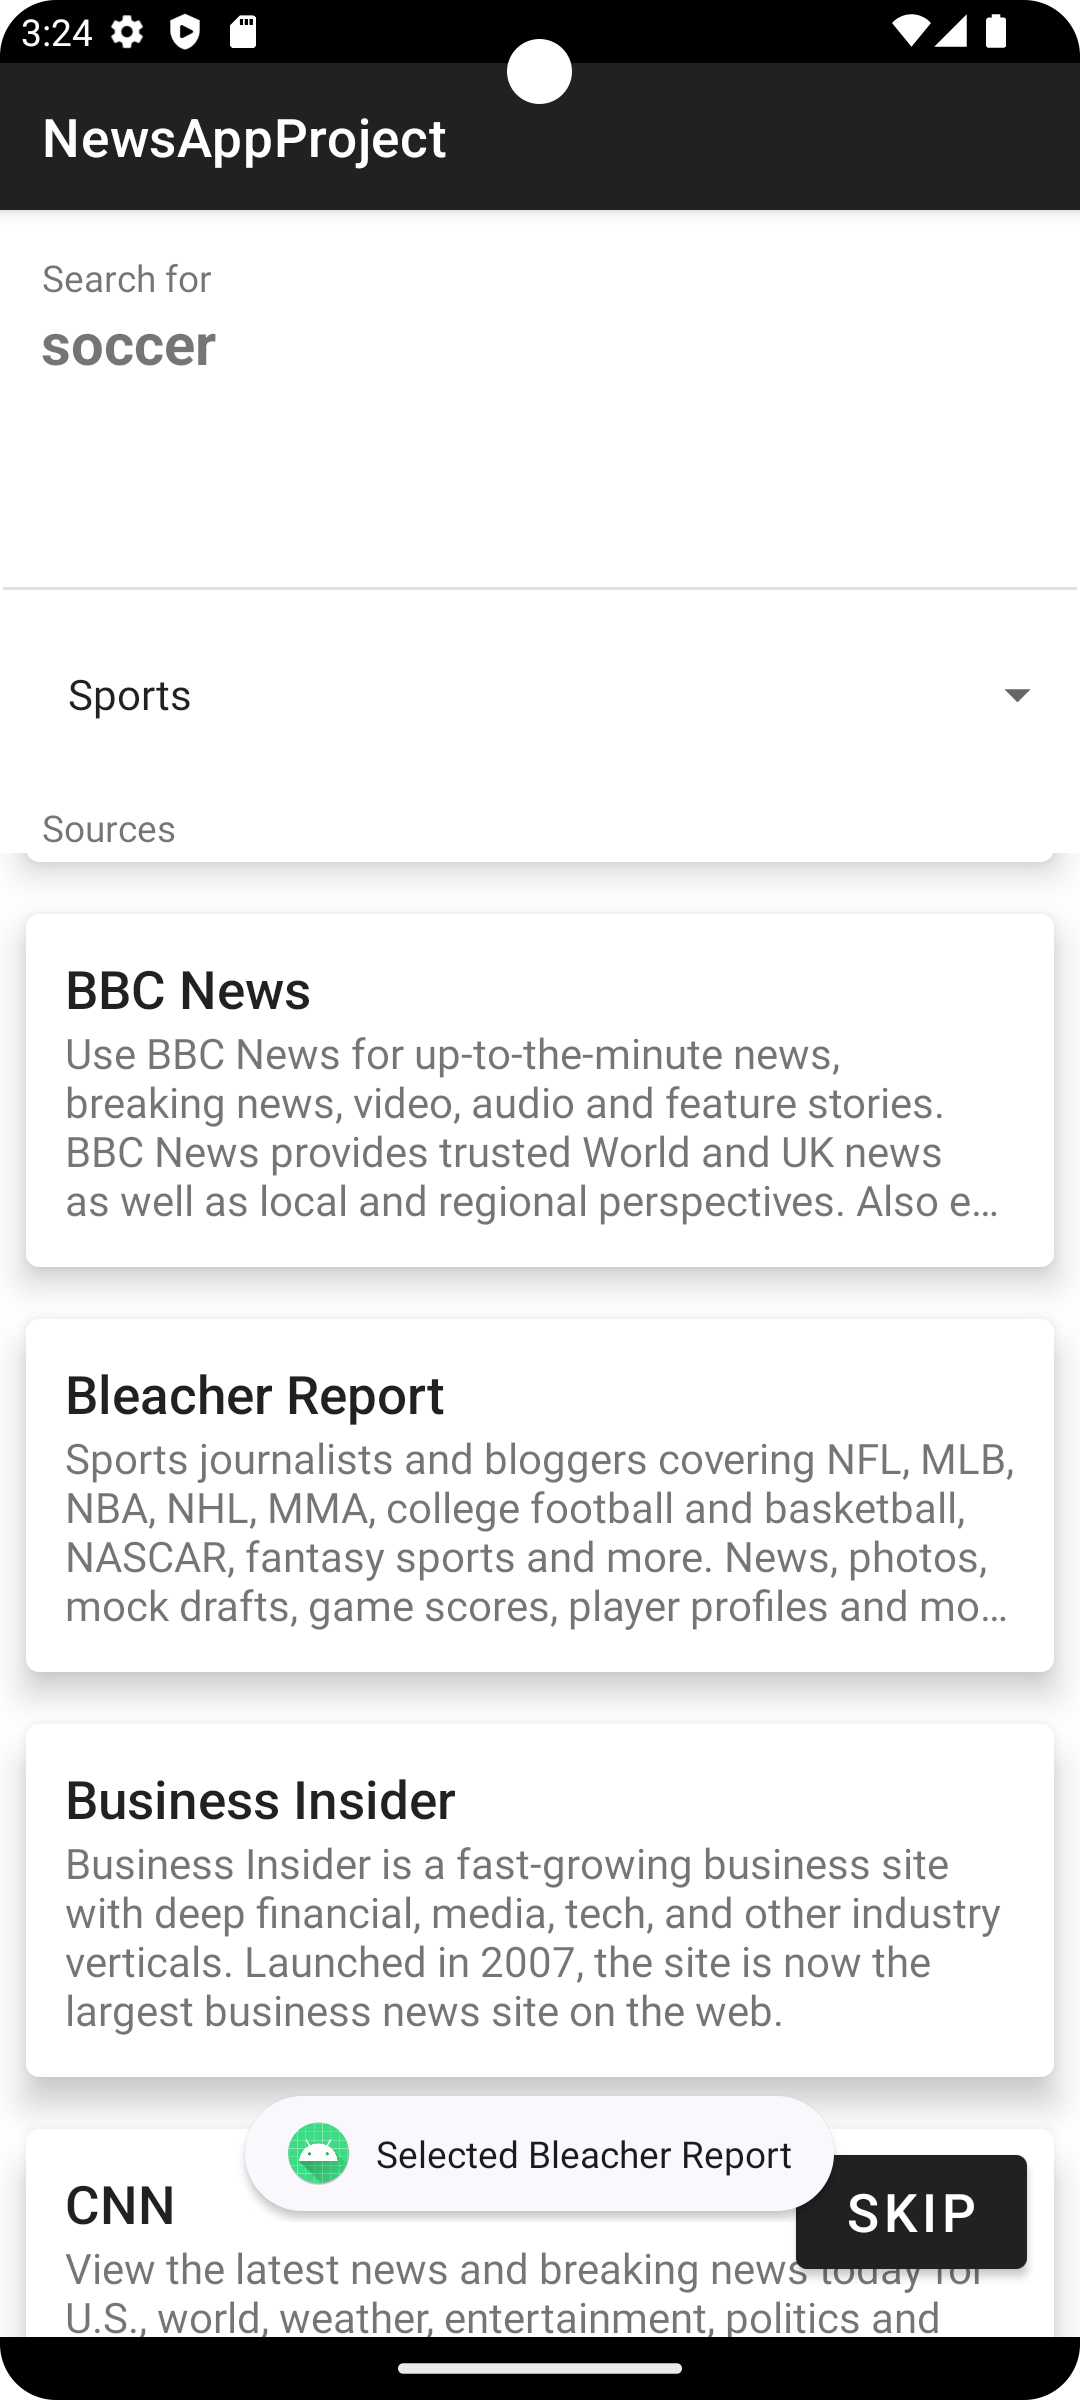 3:24
NewsAppProject
Search for
soccer
Sports
Sources
BBC News
Use BBC News for up-to-the-minute news,
breaking news, video, audio and feature stories.
BBC News provides trusted World and UK news
as well as local and regional perspectives. Also e…
Bleacher Report
Sports journalists and bloggers covering NFL, MLB,
NBA, NHL, MMA, college football and basketball,
NASCAR, fantasy sports and more. News, photos,
mock drafts, game scores, player profiles and mo…
Business Insider
Business Insider is a fast-growing business site
with deep financial, media, tech, and other industry
verticals. Launched in 2007, the site is now the
largest business news site on the web.
Selected Bleacher Report
CNN
SKIP
View the latest news and breaking news today for
U.S., world, weather, entertainment, politics and